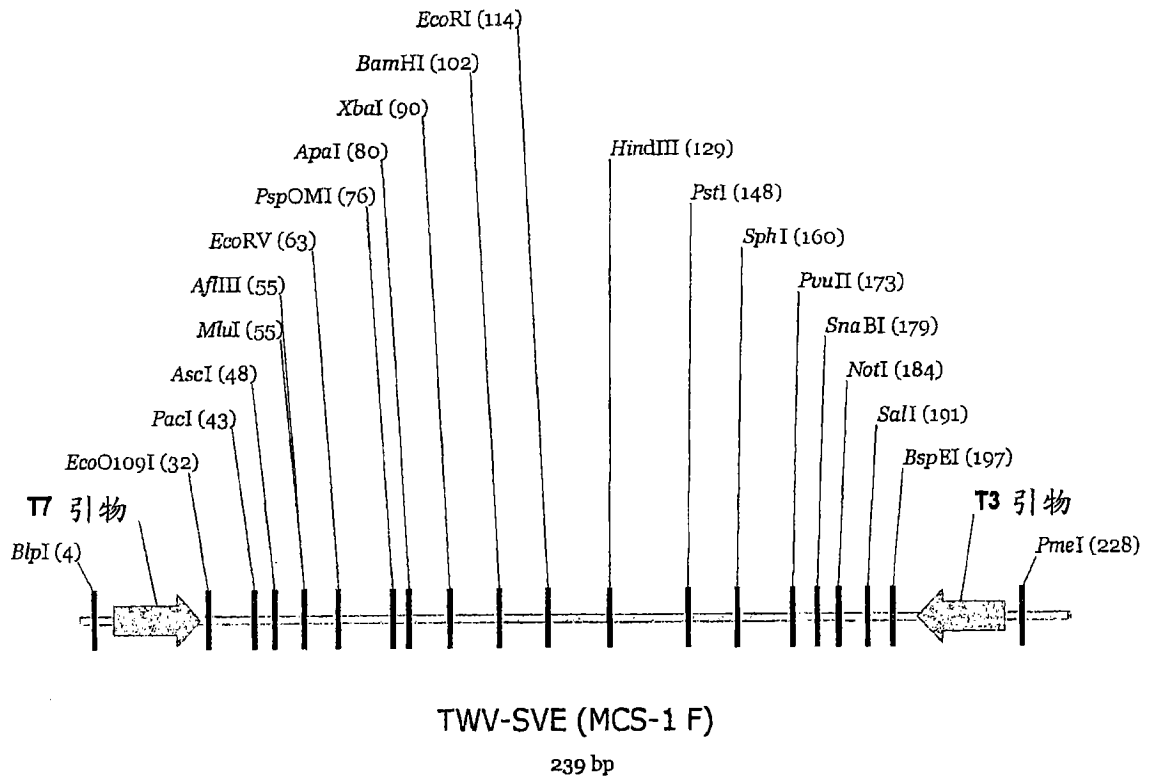 EcoRI (114)
BamHI (102)
XbaI (90)
ApaI (80)
HindIII (129)
PspOMI (76)
PstI (148)
EcoRV (63)
SphI (160)
AflIII (55)
PvuII (173)
MluI (55)
SnaBI (179)
AscI (48)
NotI (184)
PacI (43)
SalI (191)
EcoO109I (32)
BspEI (197)
T7 引物
T3 引物
BlpI (4)
PmeI (228)
TWV-SVE (MCS-1 F)
239 bp